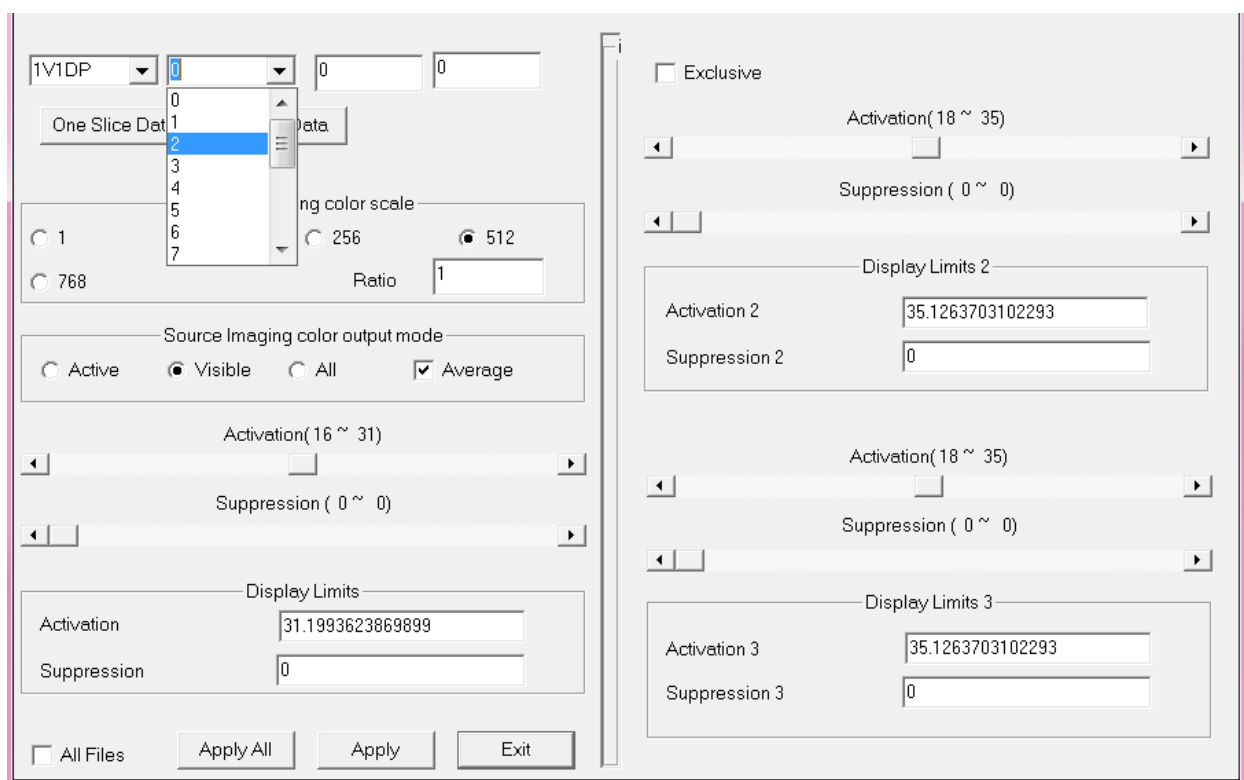 1V1DP 0 0 0
One Slice Dat Data
0
1
2
3
4
5
6
7
ng color scale
1 256 512
768 Ratio 1
Source Imaging color output mode
Active Visible All Average
Activation( 16 ~ 31)
Suppression ( 0 ~ 0)
Display Limits
Activation 31.1993623869899
Suppression 0
All Files Apply All Apply Exit
i
Exclusive
Activation( 18 ~ 35)
Suppression ( 0 ~ 0)
Display Limits 2
Activation 2 35.1263703102293
Suppression 2 0
Activation( 18 ~ 35)
Suppression ( 0 ~ 0)
Display Limits 3
Activation 3 35.1263703102293
Suppression 3 0